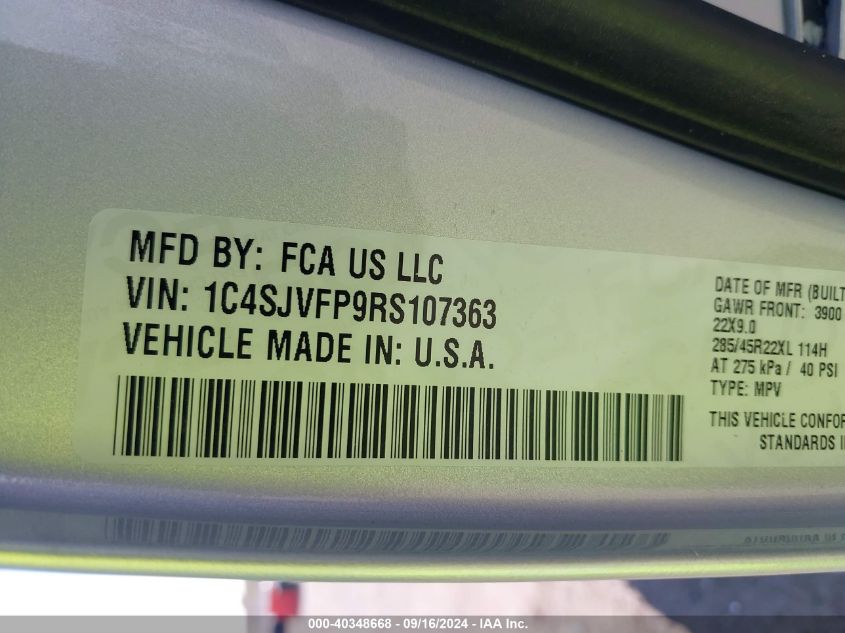 MFD BY: FCA US LLC
VIN: 1C4SJVFP9RS107363
VEHICLE MADE IN: U.S.A.
DATE OF MFR (BUILT
GAWR FRONT: 3900
22X9.0
285/45R22XL 114H
AT 275 kPa / 40 PSI
TYPE: MPV
THIS VEHICLE
STANDARDS
000-40348668 - 09/16/2024 - IAA Inc.